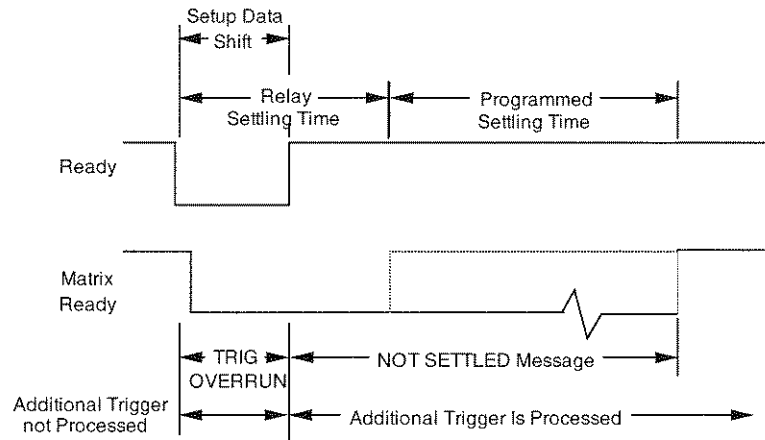 Setup Data
Shift
Relay
Settling Time
Programmed
Settling Time
Ready
Matrix
Ready
TRIG
OVERRUN
NOT SETTLED Message
Additional Trigger
not Processed
Additional Trigger Is Processed